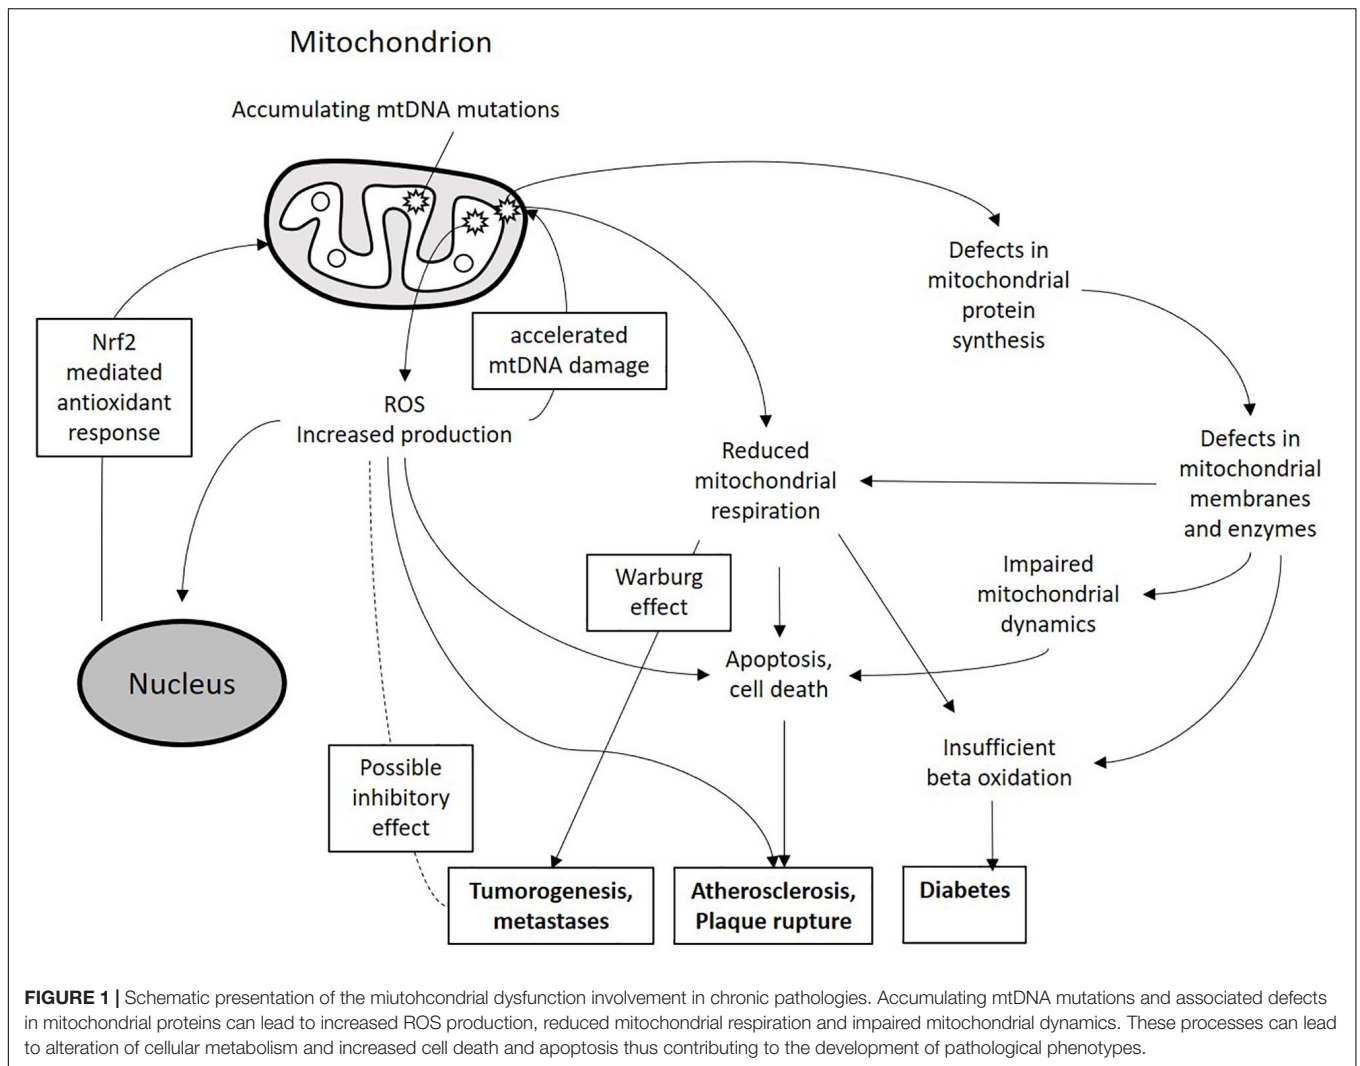 Mitochondrion
Accumulating mtDNA mutations
Defects in
mitochondrial
protein
synthesis
accelerated
mtDNA damage
Nrf2
mediated
antioxidant
response
ROS
Increased production
Reduced
mitochondrial
respiration
Defects in
mitochondrial
membranes
and enzymes
Warburg
effect
Impaired
mitochondrial
dynamics
Apoptosis,
cell death
Nucleus
Insufficient
beta oxidation
Possible
inhibitory
effect
Tumorogenesis,
metastases
Atherosclerosis,
Plaque rupture
Diabetes
FIGURE 1 | Schematic presentation of the miutohcondrial dysfunction involvement in chronic pathologies. Accumulating mtDNA mutations and associated defects
in mitochondrial proteins can lead to increased ROS production, reduced mitochondrial respiration and impaired mitochondrial dynamics. These processes can lead
to alteration of cellular metabolism and increased cell death and apoptosis thus contributing to the development of pathological phenotypes.